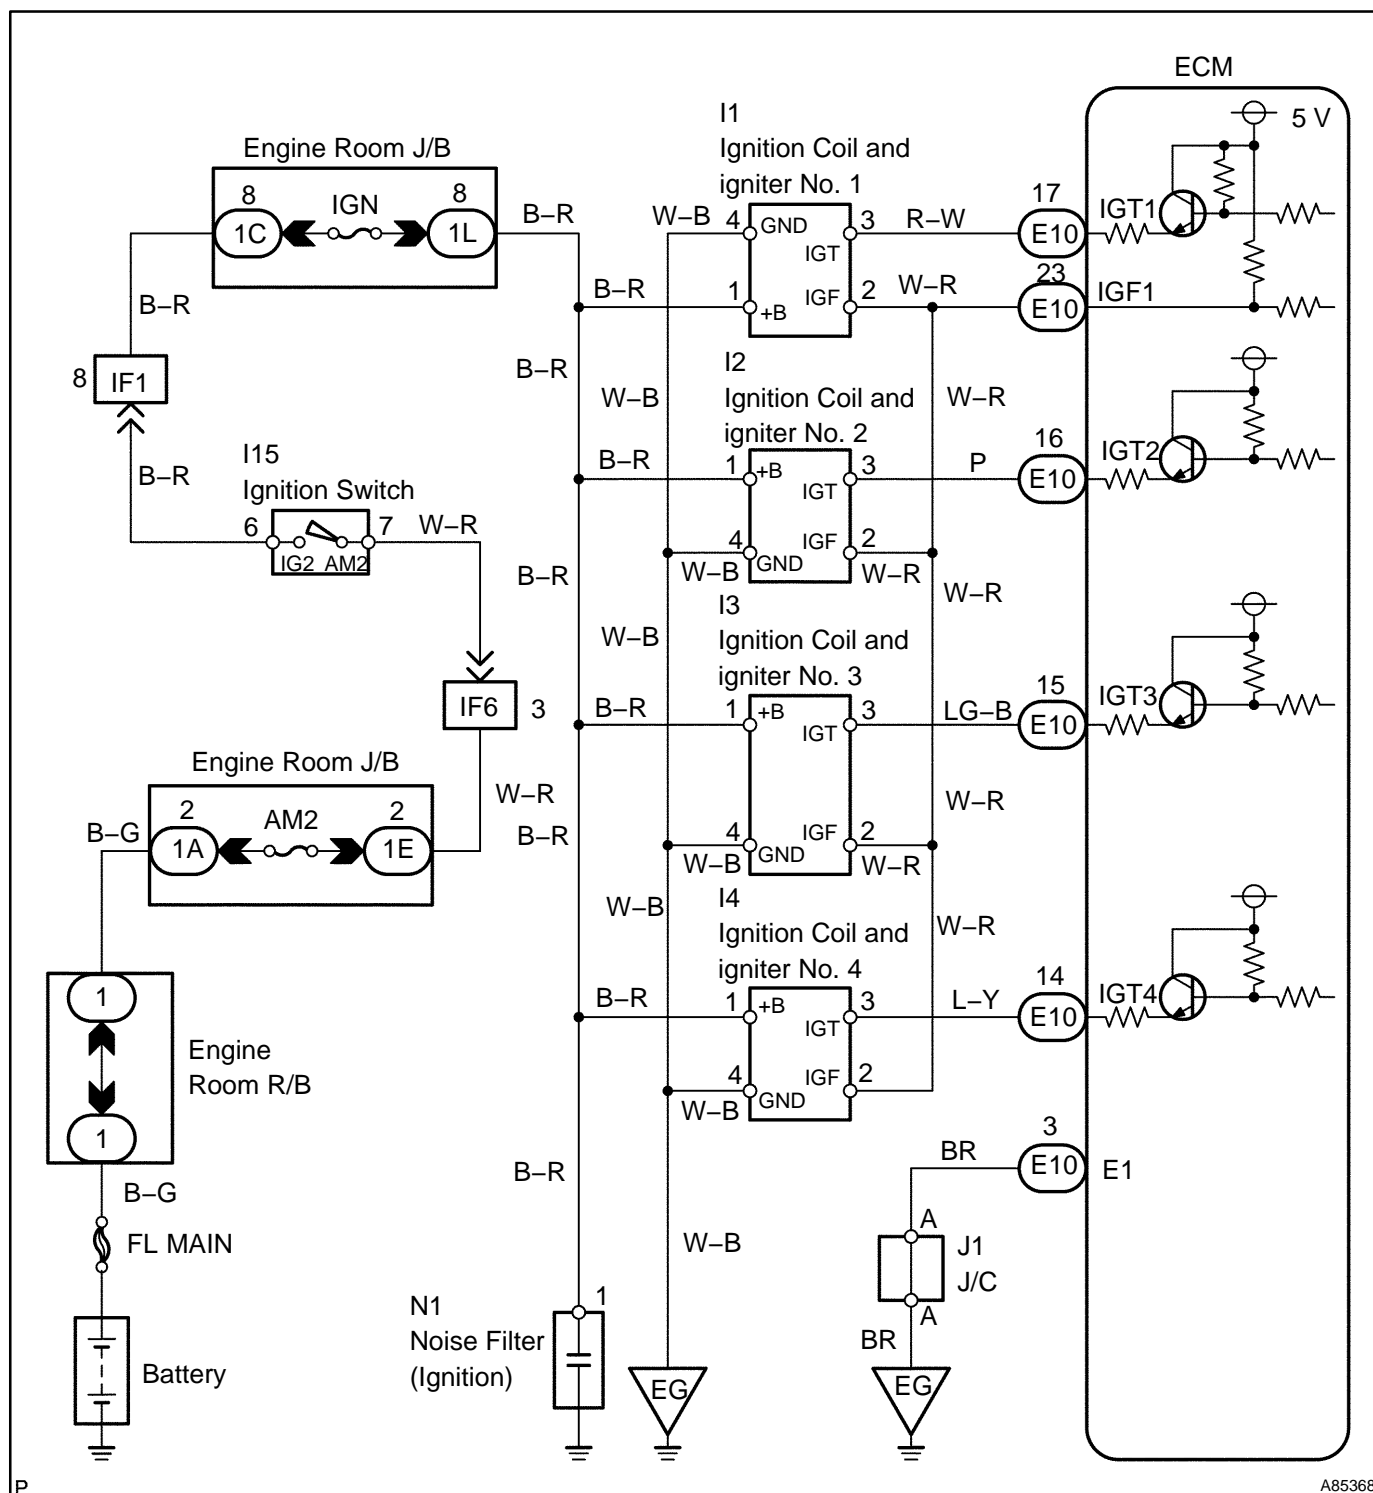 ECM
5 V
I1
Ignition Coil and
igniter No. 1
Engine Room J/B
8
IGN
8
1C
1L
B–R
W–B
4
GND
3
IGT
R–W
17
E10
IGT1
B–R
B–R
1
+B
IGF
2
W–R
23
E10
IGF1
8
IF1
B–R
I2
Ignition Coil and
igniter No. 2
W–B
W–R
B–R
I15
Ignition Switch
6
7
IG2
AM2
W–R
B–R
1
+B
3
IGT
P
16
E10
IGT2
4
GND
IGF
2
W–B
W–R
B–R
W–R
I3
Ignition Coil and
igniter No. 3
W–B
IF6
3
B–R
1
+B
3
IGT
LG–B
15
E10
IGT3
Engine Room J/B
W–R
W–R
B–G
2
AM2
2
1A
1E
B–R
4
GND
IGF
2
W–B
W–R
I4
Ignition Coil and
igniter No. 4
W–B
W–R
1
B–R
1
+B
3
IGT
L–Y
14
E10
IGT4
Engine
Room R/B
4
GND
IGF
2
W–B
1
B–R
BR
3
E10
E1
B–G
FL MAIN
W–B
A
J1
J/C
A
N1
Noise Filter
(Ignition)
1
BR
Battery
EG
EG
P
A85368